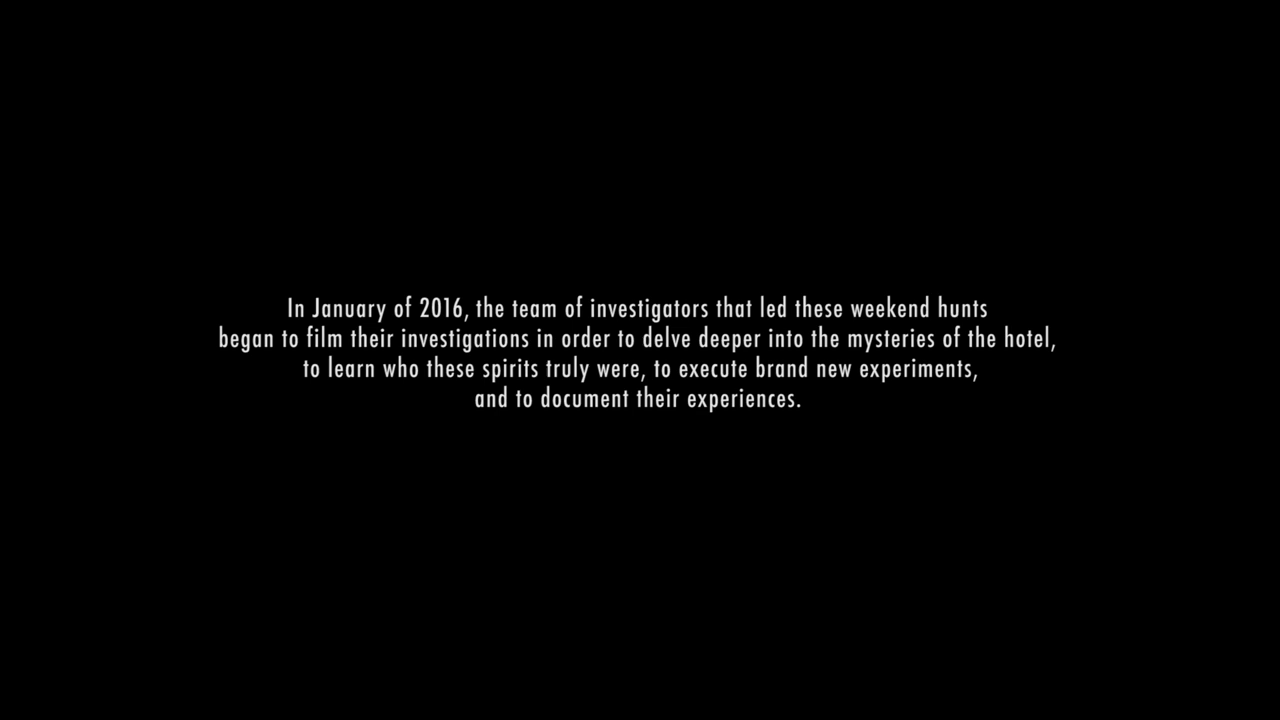 In January of 2016, the team of investigators that led these weekend hunts
began to film their investigations in order to delve deeper into the mysteries of the hotel,
to learn who these spirits truly were, to execute brand new experiments,
and to document their experiences.